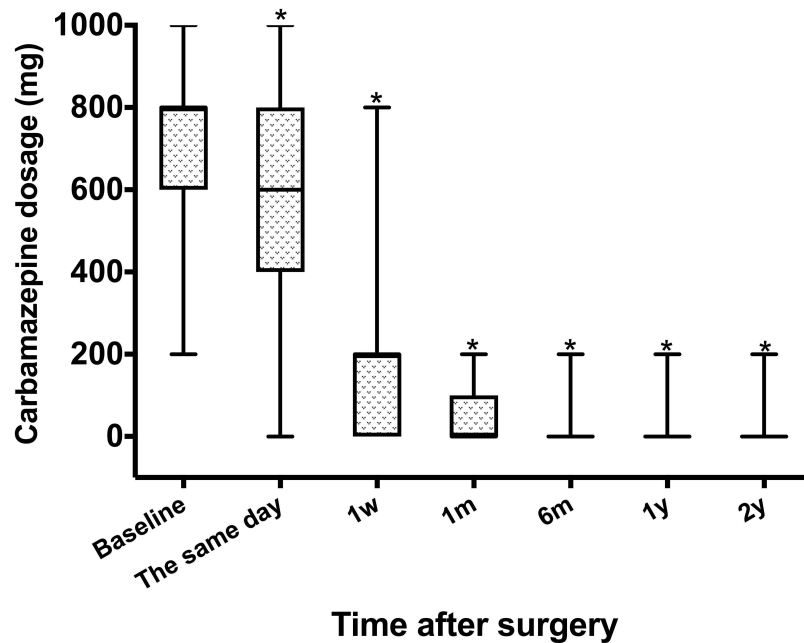 Carbamazepine dosage (mg)
1000
800
600
400
200
0
*
*
*
*
*
*
Baseline
The same day
1w
1m
6m
1y
2y
Time after surgery